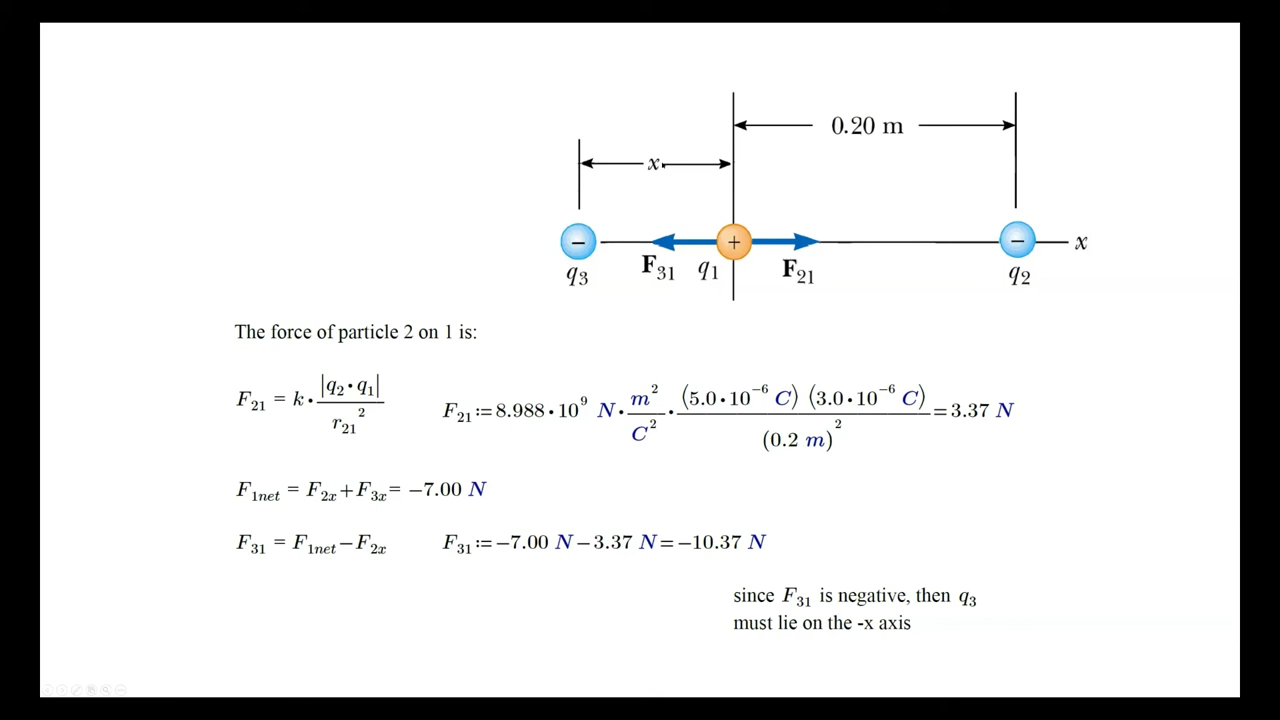 0.20 m
x
− + − x
F₃₁ q₁ F₂₁
q₃ q₂
The force of particle 2 on 1 is:
F₂₁ = k · |q₂ · q₁| / r₂₁² F₂₁ := 8.988 · 10⁹ N · m²/C² · (5.0 · 10⁻⁶ C) (3.0 · 10⁻⁶ C) / (0.2 m)² = 3.37 N
F₁net = F₂ₓ + F₃ₓ = −7.00 N
F₃₁ = F₁net − F₂ₓ F₃₁ := −7.00 N − 3.37 N = −10.37 N
since F₃₁ is negative, then q₃
must lie on the -x axis